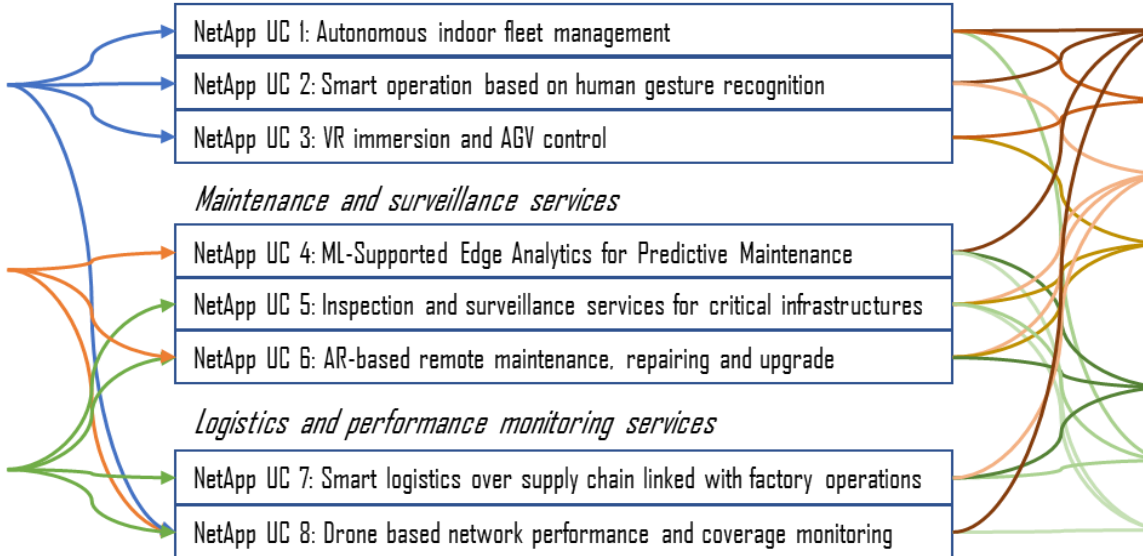 NetApp UC 1: Autonomous indoor fleet management
NetApp UC 2: Smart operation based on human gesture recognition
NetApp UC 3: VR immersion and AGV control
Maintenance and surveillance services
NetApp UC 4: ML-Supported Edge Analytics for Predictive Maintenance
NetApp UC 5: Inspection and surveillance services for critical infrastructures
NetApp UC 6: AR-based remote maintenance, repairing and upgrade
Logistics and performance monitoring services
NetApp UC 7: Smart logistics over supply chain linked with factory operations
NetApp UC 8: Drone based network performance and coverage monitoring